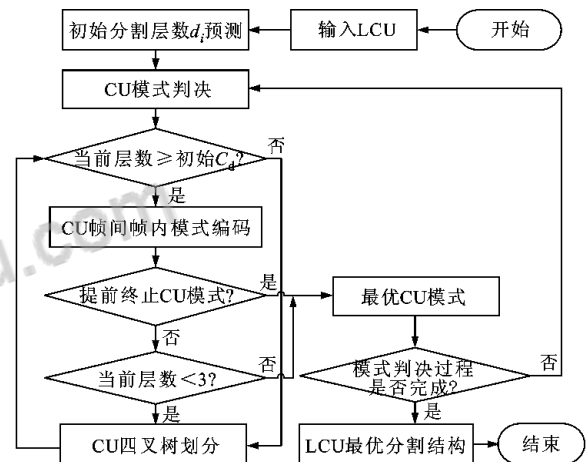 开始
输入LCU
初始分割层数di预测
CU模式判决
当前层数≥初始Cd?
否
是
CU帧间帧内模式编码
提前终止CU模式?
是
否
当前层数<3?
否
是
CU四叉树划分
最优CU模式
模式判决过程
是否完成?
否
是
LCU最优分割结构
结束
d.com